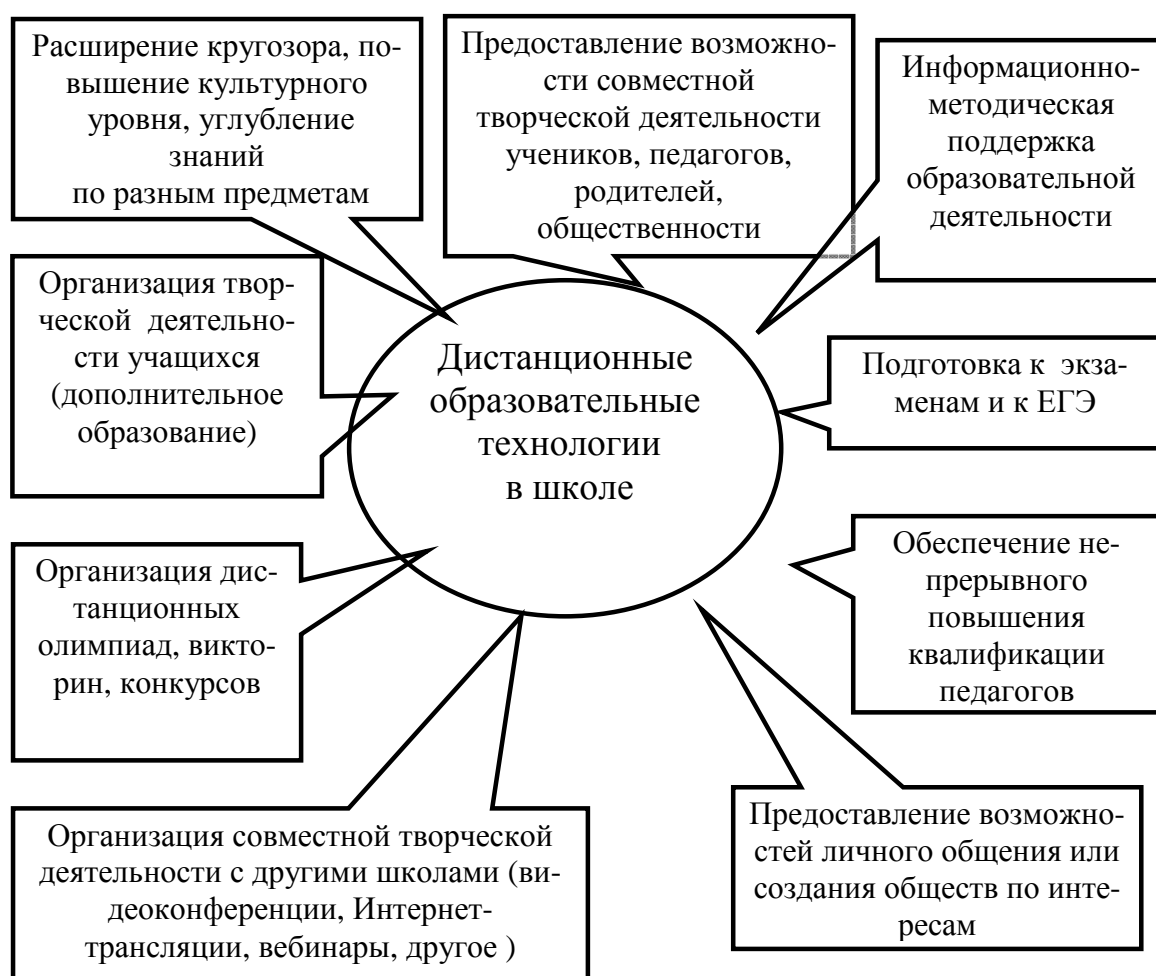 Расширение кругозора, по-
вышение культурного
уровня, углубление
знаний
по разным предметам
Предоставление возможно-
сти совместной
творческой деятельности
учеников, педагогов,
родителей,
общественности
Информационно-
методическая
поддержка
образовательной
деятельности
Организация твор-
ческой деятельно-
сти учащихся
(дополнительное
образование)
Дистанционные
образовательные
технологии
в школе
Подготовка к экза-
менам и к ЕГЭ
Организация дис-
танционных
олимпиад, викто-
рин, конкурсов
Обеспечение не-
прерывного
повышения
квалификации
педагогов
Организация совместной творческой
деятельности с другими школами (ви-
деоконференции, Интернет-
трансляции, вебинары, другое )
Предоставление возможно-
стей личного общения или
создания обществ по инте-
ресам